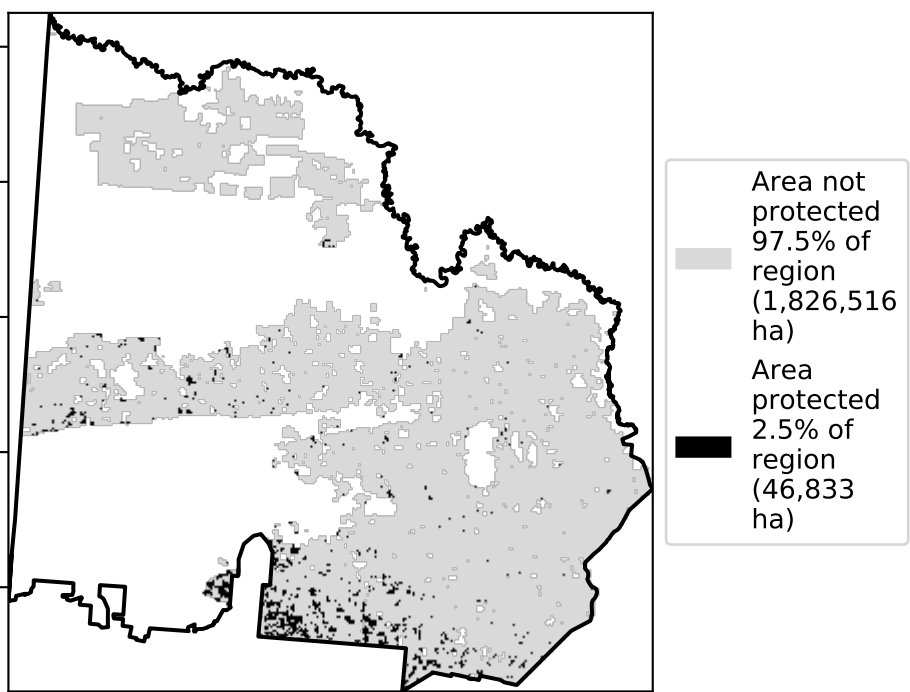 Area not
protected
97.5% of
region
(1,826,516
ha)
Area
protected
2.5% of
region
(46,833
ha)